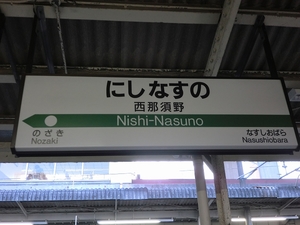 にしなすの
西那須野
Nishi-Nasuno
のざき
Nozaki
なすしおばら
Nasushiobara